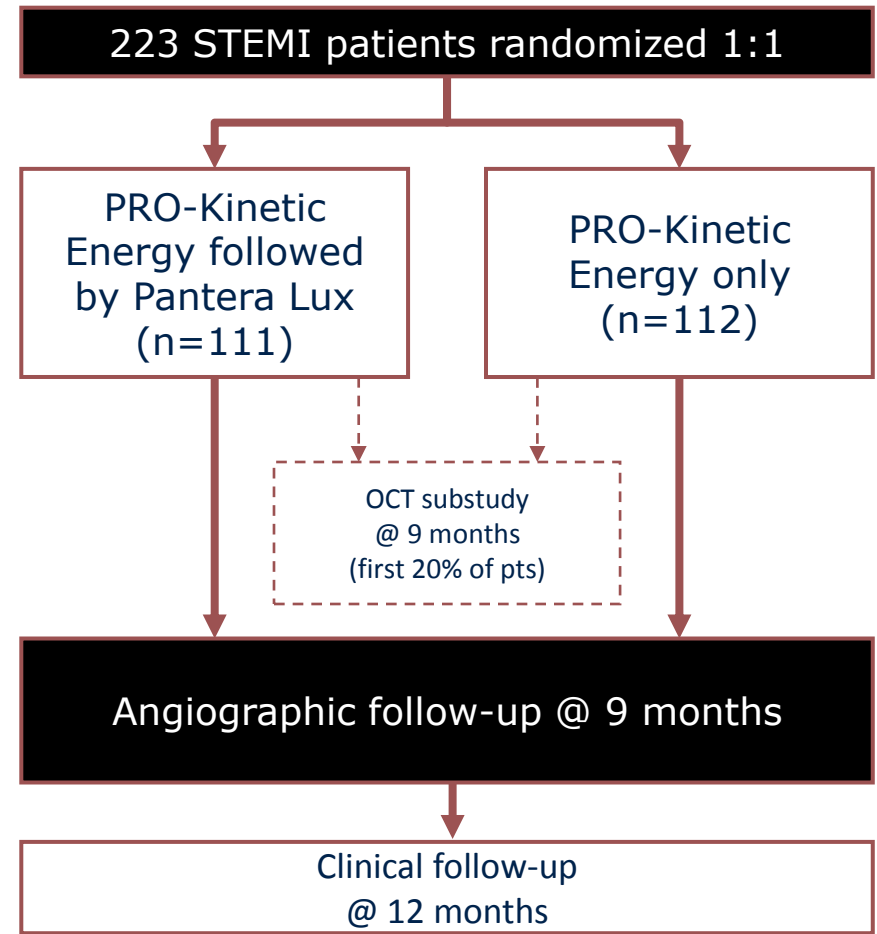 223 STEMI patients randomized 1:1
PRO-Kinetic
Energy followed
by Pantera Lux
(n=111)
PRO-Kinetic
Energy only
(n=112)
OCT substudy
@ 9 months
(first 20% of pts)
Angiographic follow-up @ 9 months
Clinical follow-up
@ 12 months